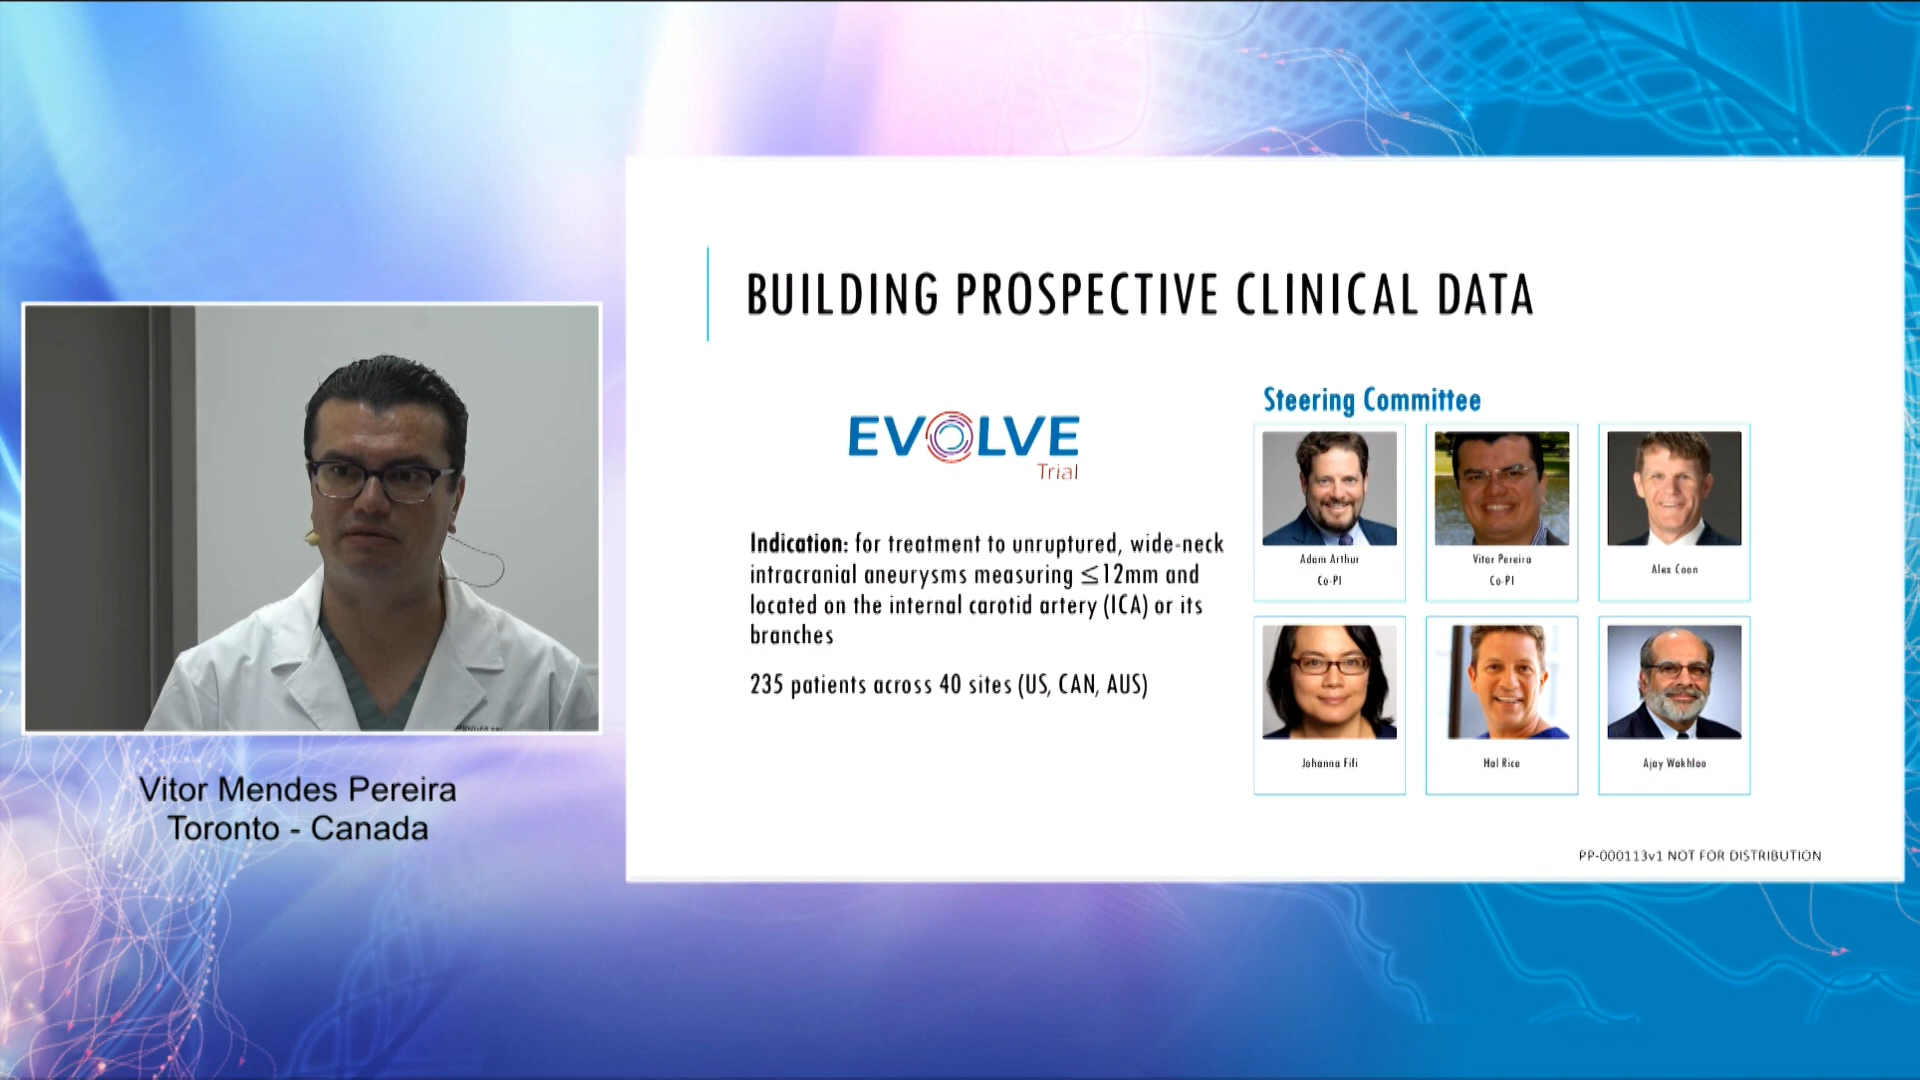 BUILDING PROSPECTIVE CLINICAL DATA
EVOLVE
Trial
Indication: for treatment to unruptured, wide-neck
intracranial aneurysms measuring ≤12mm and
located on the internal carotid artery (ICA) or its
branches
235 patients across 40 sites (US, CAN, AUS)
Steering Committee
Adam Arthur
Co-PI
Vitor Pereira
Co-PI
Alex Coon
Johanna Fifi
Hal Rice
Ajay Wakhloo
PP-000113v1 NOT FOR DISTRIBUTION
Vitor Mendes Pereira
Toronto - Canada